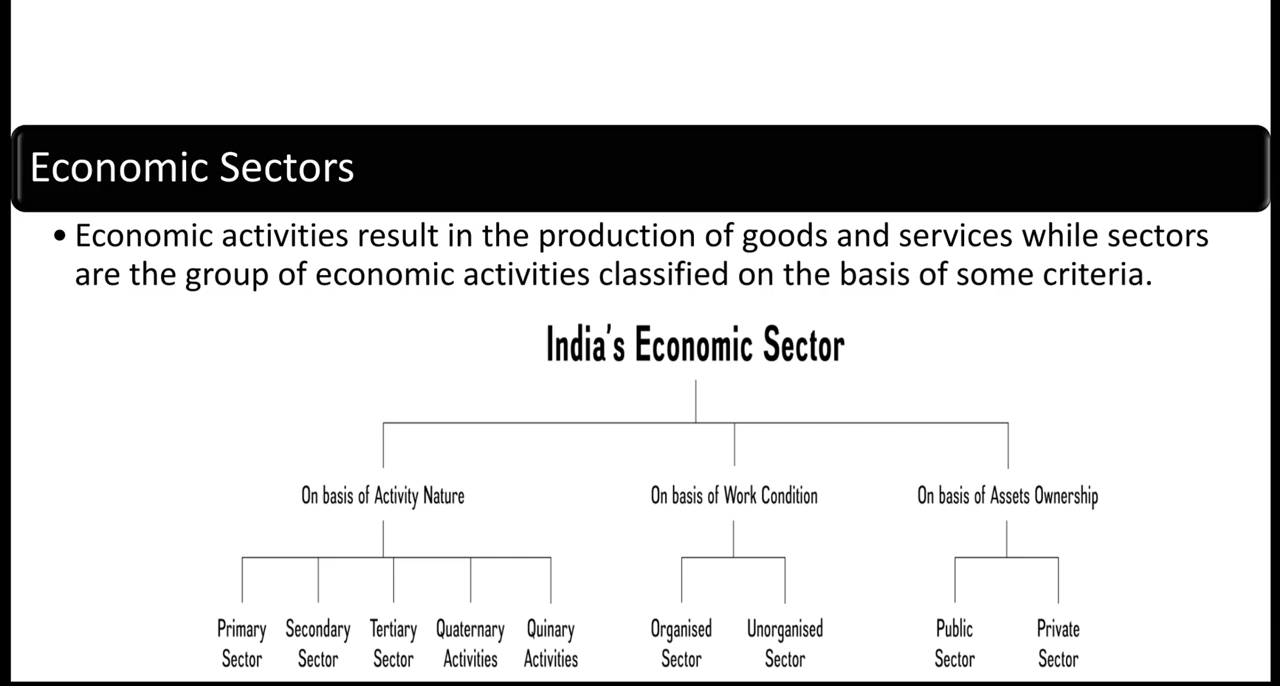 Economic Sectors
• Economic activities result in the production of goods and services while sectors
are the group of economic activities classified on the basis of some criteria.
India's Economic Sector
On basis of Activity Nature
On basis of Work Condition
On basis of Assets Ownership
Primary Sector
Secondary Sector
Tertiary Sector
Quaternary Activities
Quinary Activities
Organised Sector
Unorganised Sector
Public Sector
Private Sector